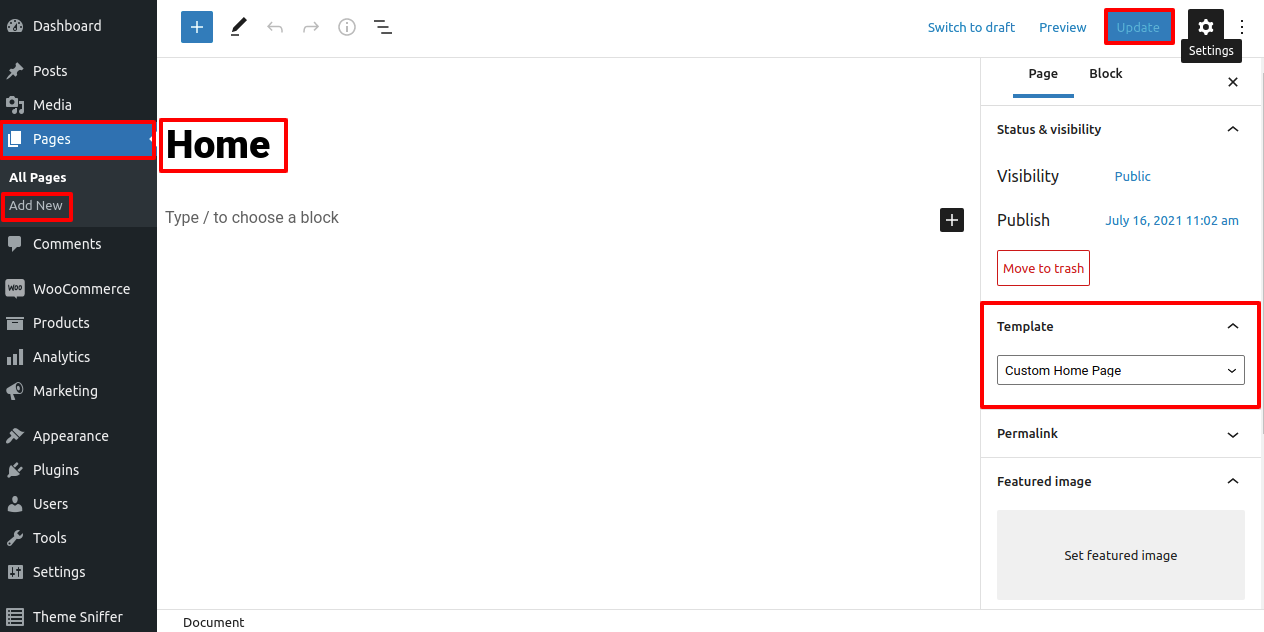 Dashboard
Posts
Media
Pages
All Pages
Add New
Comments
WOO WooCommerce
Products
Analytics
Marketing
Appearance
Plugins
Users
Tools
Settings
Theme Sniffer
Switch to draft Preview Update
Settings
Home
Type / to choose a block
Page Block
Status & visibility
Visibility Public
Publish July 16, 2021 11:02 am
Move to trash
Template
Custom Home Page
Permalink
Featured image
Set featured image
Document